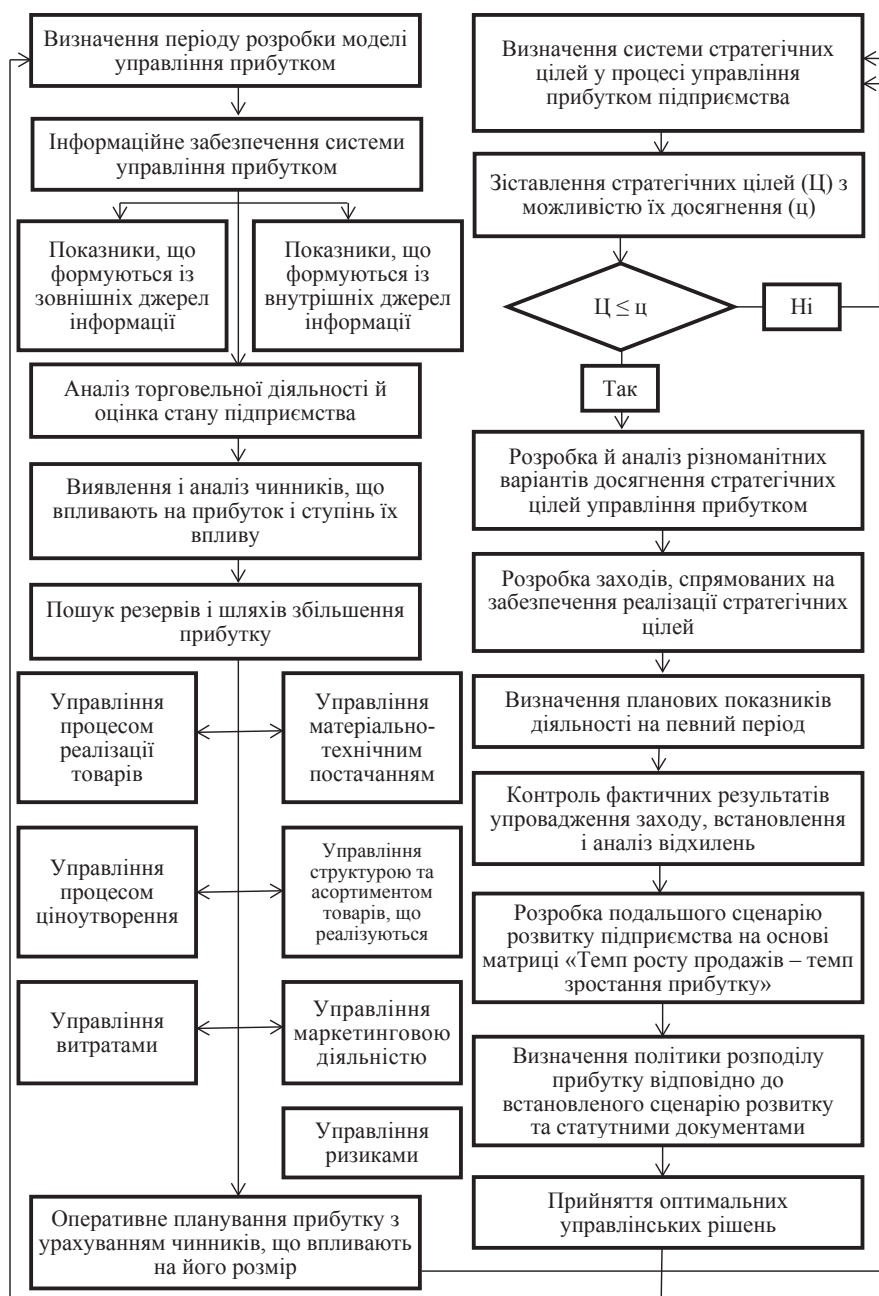 Визначення періоду розробки моделі
управління прибутком
Інформаційне забезпечення системи
управління прибутком
Показники, що
формуються із
зовнішніх джерел
інформації
Показники, що
формуються із
внутрішніх джерел
інформації
Аналіз торговельної діяльності й
оцінка стану підприємства
Виявлення і аналіз чинників, що
впливають на прибуток і ступінь їх
впливу
Пошук резервів і шляхів збільшення
прибутку
Управління
процесом
реалізації
товарів
Управління
матеріально-
технічним
постачанням
Управління
процесом
ціноутворення
Управління
структурою та
асортиментом
товарів, що
реалізуються
Управління
витратами
Управління
маркетинговою
діяльністю
Управління
ризиками
Оперативне планування прибутку з
урахуванням чинників, що впливають
на його розмір
Визначення системи стратегічних
цілей у процесі управління
прибутком підприємства
Зіставлення стратегічних цілей (Ц) з
можливістю їх досягнення (ц)
Ц ≤ ц
Ні
Так
Розробка й аналіз різноманітних
варіантів досягнення стратегічних
цілей управління прибутком
Розробка заходів, спрямованих на
забезпечення реалізації стратегічних
цілей
Визначення планових показників
діяльності на певний період
Контроль фактичних результатів
упровадження заходу, встановлення
і аналіз відхилень
Розробка подальшого сценарію
розвитку підприємства на основі
матриці «Темп росту продажів – темп
зростання прибутку»
Визначення політики розподілу
прибутку відповідно до
встановленого сценарію розвитку
та статутними документами
Прийняття оптимальних
управлінських рішень